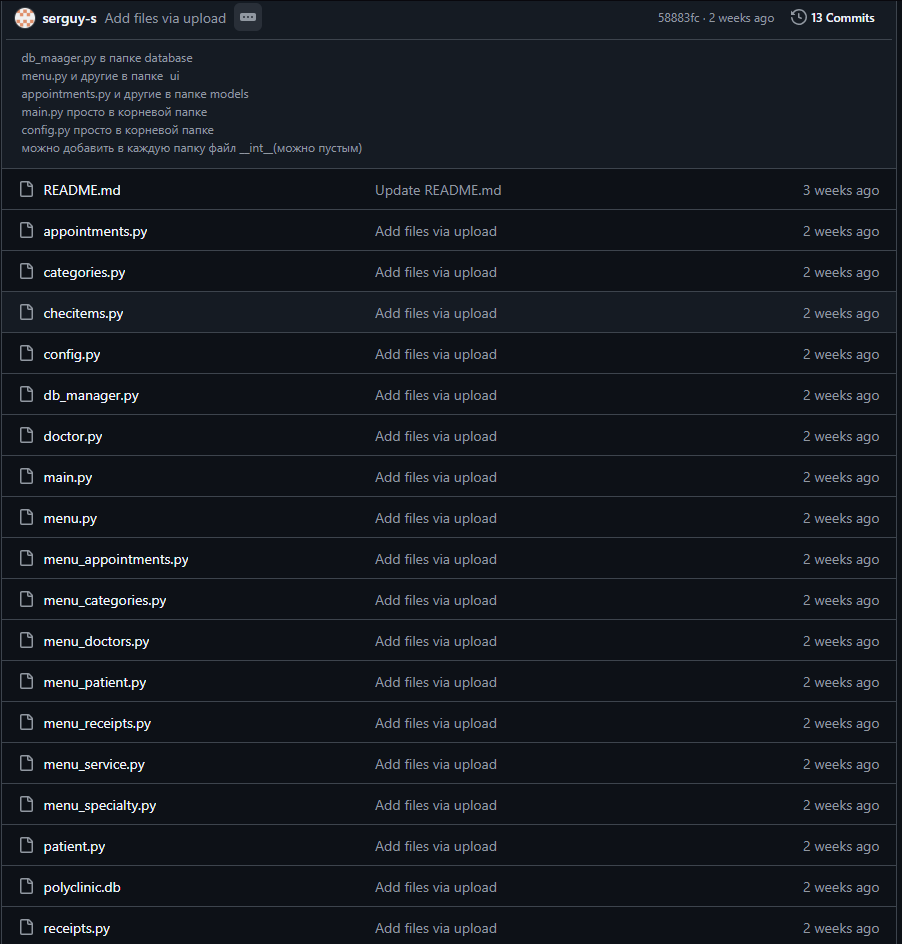 serguy-s Add files via upload 58883fc · 2 weeks ago 13 Commits
db_maager.py в папке database
menu.py и другие в папке  ui
appointments.py и другие в папке models
main.py просто в корневой папке
config.py просто в корневой папке
можно добавить в каждую папку файл __int__(можно пустым)
README.md Update README.md 3 weeks ago
appointments.py Add files via upload 2 weeks ago
categories.py Add files via upload 2 weeks ago
checitems.py Add files via upload 2 weeks ago
config.py Add files via upload 2 weeks ago
db_manager.py Add files via upload 2 weeks ago
doctor.py Add files via upload 2 weeks ago
main.py Add files via upload 2 weeks ago
menu.py Add files via upload 2 weeks ago
menu_appointments.py Add files via upload 2 weeks ago
menu_categories.py Add files via upload 2 weeks ago
menu_doctors.py Add files via upload 2 weeks ago
menu_patient.py Add files via upload 2 weeks ago
menu_receipts.py Add files via upload 2 weeks ago
menu_service.py Add files via upload 2 weeks ago
menu_specialty.py Add files via upload 2 weeks ago
patient.py Add files via upload 2 weeks ago
polyclinic.db Add files via upload 2 weeks ago
receipts.py Add files via upload 2 weeks ago